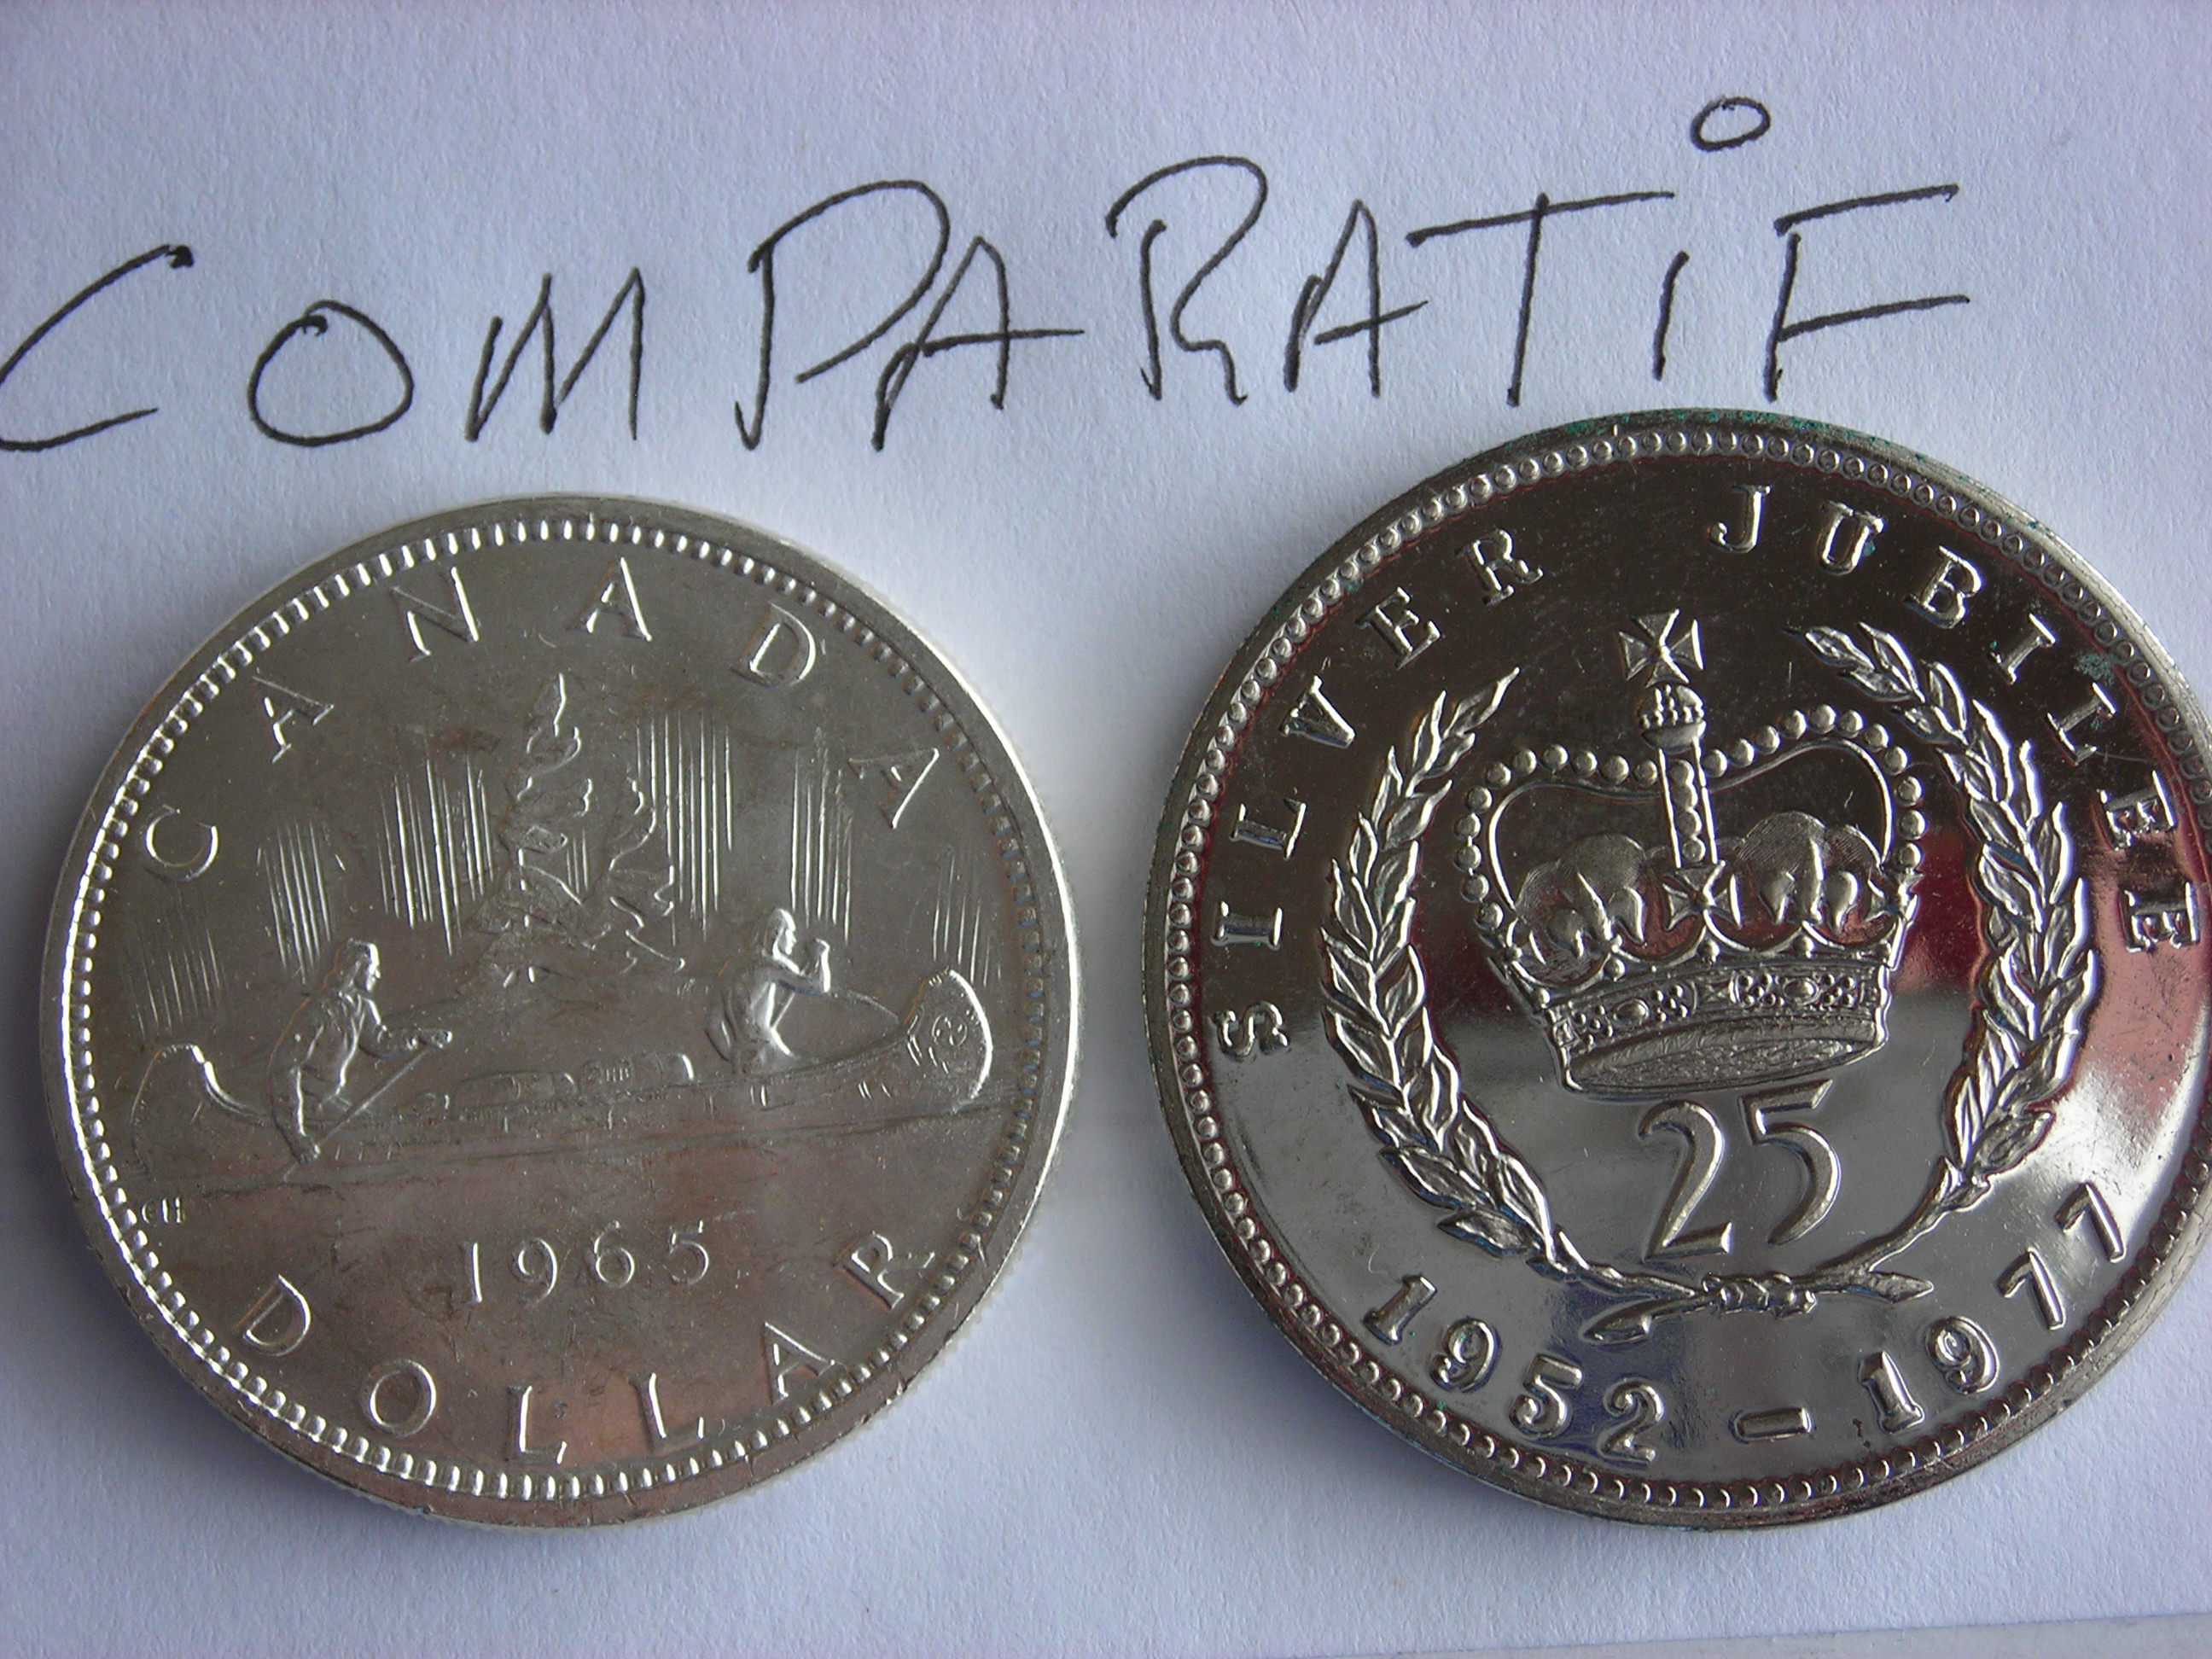 COMPARATiF
CANADA
1965
DOLLAR
SILVER JUBILEE
25
1952-1977